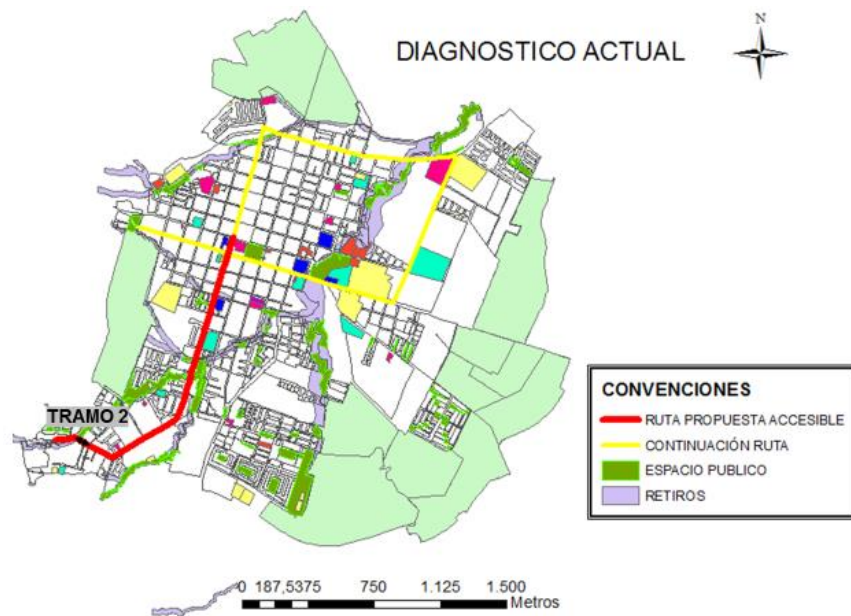 DIAGNOSTICO ACTUAL
N
TRAMO 2
CONVENCIONES
RUTA PROPUESTA ACCESIBLE
CONTINUACIÓN RUTA
ESPACIO PUBLICO
RETIROS
0 187,5375 750 1.125 1.500
Metros